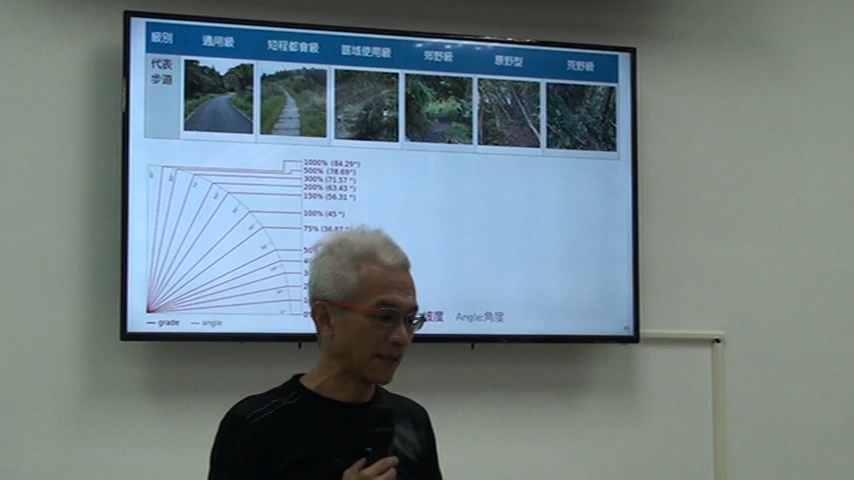 級別 通用級 短程都會級 區域使用級 郊野級 原野型 荒野級
代表
步道
1000% (84.29°)
500% (78.69°)
300% (71.57 °)
200% (63.43 °)
150% (56.31 °)
100% (45 °)
75% (36.87
grade angle
坡度 Angle:角度